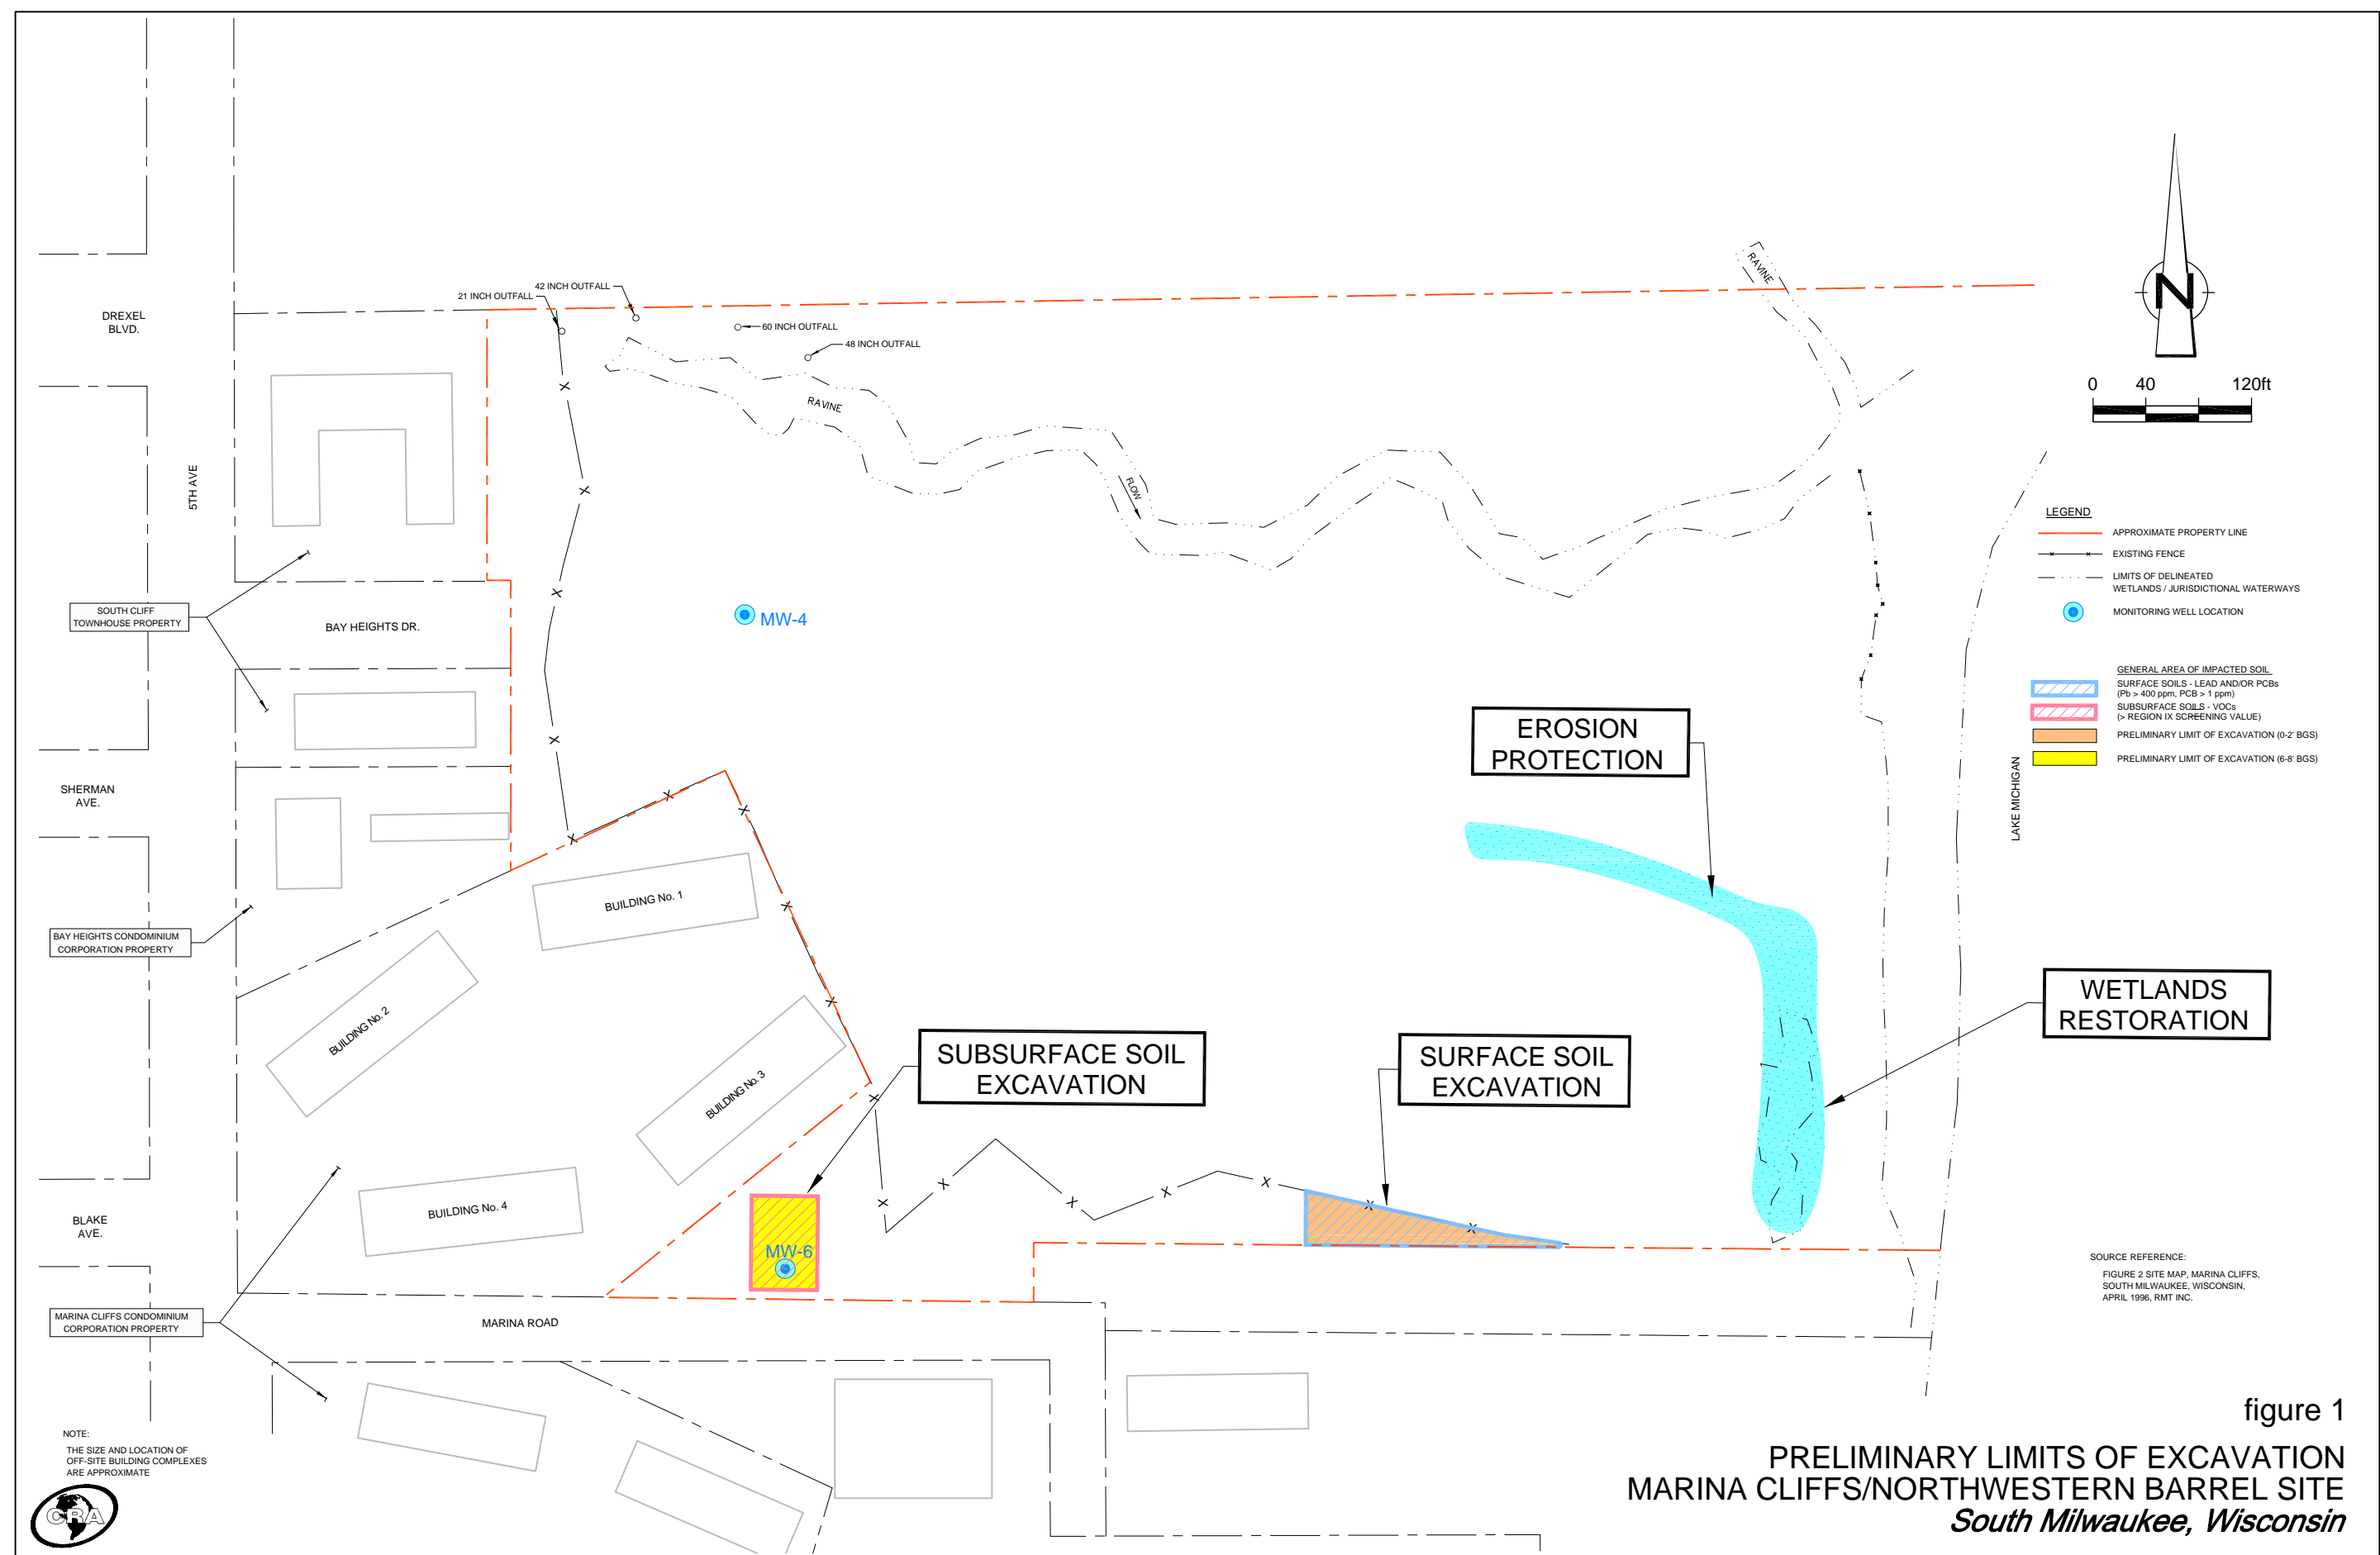 21 INCH OUTFALL
42 INCH OUTFALL
60 INCH OUTFALL
48 INCH OUTFALL
RAVINE
RAVINE
FLOW
DREXEL
BLVD.
5TH AVE
SOUTH CLIFF
TOWNHOUSE PROPERTY
BAY HEIGHTS DR.
MW-4
SHERMAN
AVE.
BAY HEIGHTS CONDOMINIUM
CORPORATION PROPERTY
BUILDING No. 1
BUILDING No. 2
BUILDING No. 3
BUILDING No. 4
BLAKE
AVE.
MARINA CLIFFS CONDOMINIUM
CORPORATION PROPERTY
MARINA ROAD
MW-6
SUBSURFACE SOIL
EXCAVATION
SURFACE SOIL
EXCAVATION
EROSION
PROTECTION
WETLANDS
RESTORATION
LAKE MICHIGAN
N
0 40 120ft
LEGEND
APPROXIMATE PROPERTY LINE
EXISTING FENCE
LIMITS OF DELINEATED
WETLANDS / JURISDICTIONAL WATERWAYS
MONITORING WELL LOCATION
GENERAL AREA OF IMPACTED SOIL
SURFACE SOILS - LEAD AND/OR PCBs
(Pb > 400 ppm, PCB > 1 ppm)
SUBSURFACE SOILS - VOCs
(> REGION IX SCREENING VALUE)
PRELIMINARY LIMIT OF EXCAVATION (0-2' BGS)
PRELIMINARY LIMIT OF EXCAVATION (6-8' BGS)
SOURCE REFERENCE:
FIGURE 2 SITE MAP, MARINA CLIFFS,
SOUTH MILWAUKEE, WISCONSIN,
APRIL 1996, RMT INC.
NOTE:
THE SIZE AND LOCATION OF
OFF-SITE BUILDING COMPLEXES
ARE APPROXIMATE
CRA
figure 1
PRELIMINARY LIMITS OF EXCAVATION
MARINA CLIFFS/NORTHWESTERN BARREL SITE
South Milwaukee, Wisconsin